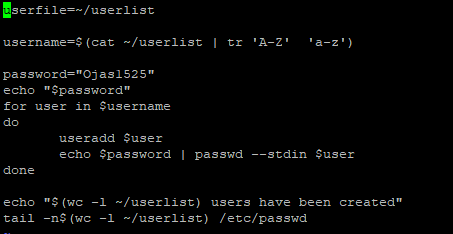 userfile=~/userlist
username=$(cat ~/userlist | tr 'A-Z'  'a-z')
password="Ojas1525"
echo "$password"
for user in $username
do
useradd $user
echo $password | passwd --stdin $user
done
echo "$(wc -l ~/userlist) users have been created"
tail -n$(wc -l ~/userlist) /etc/passwd